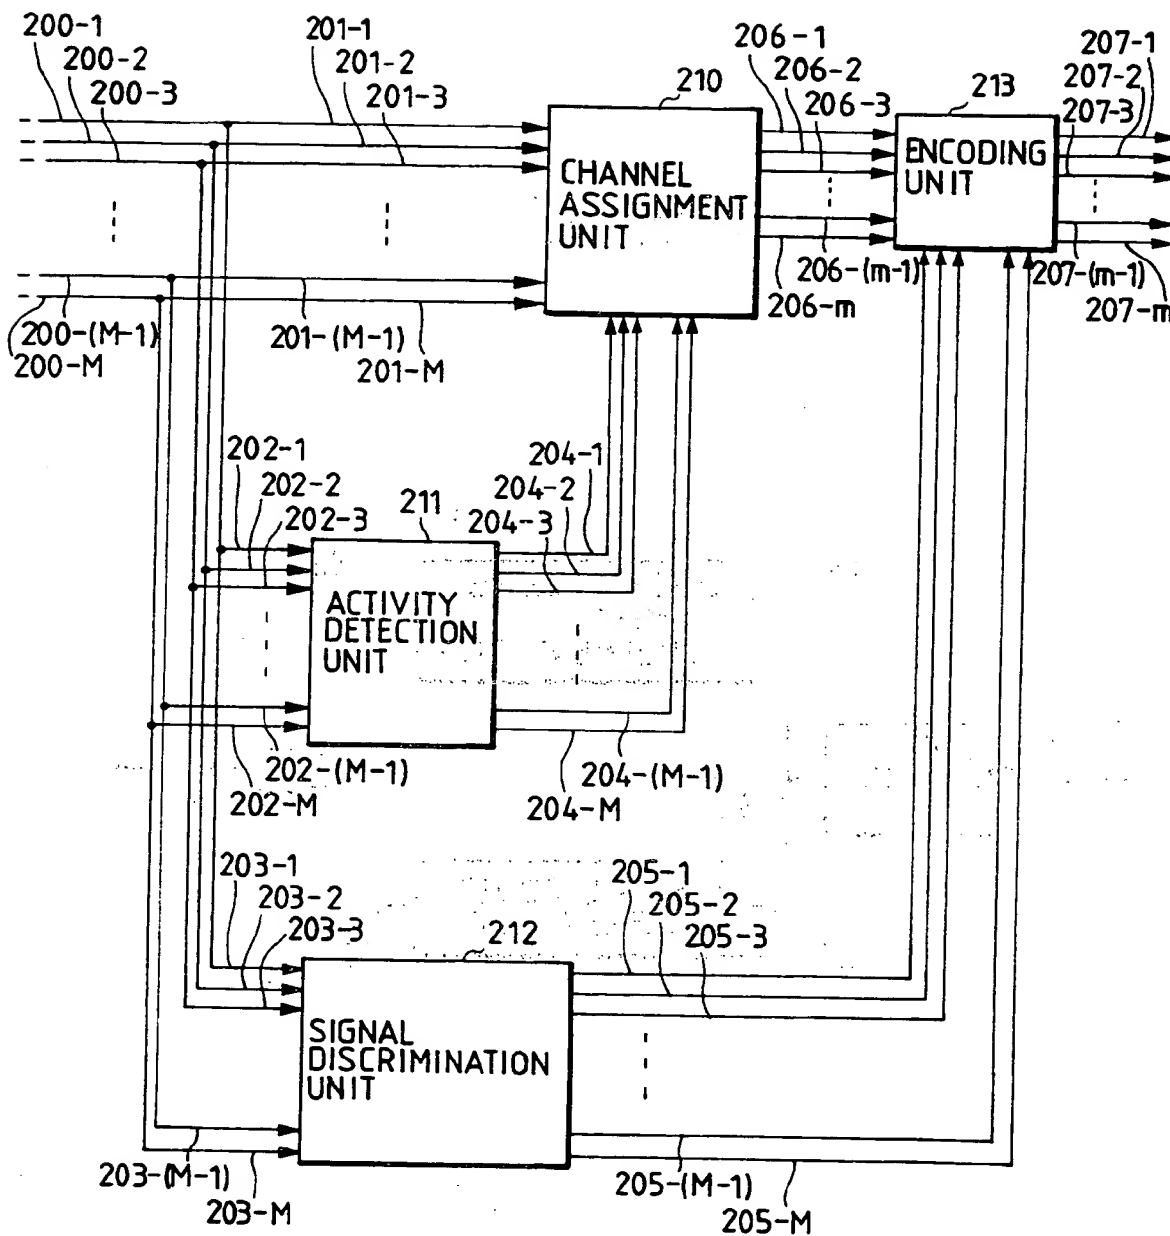 200-1
200-2
200-3
201-1
201-2
201-3
210
206-1
206-2
206-3
213
207-1
207-2
207-3
CHANNEL
ASSIGNMENT
UNIT
ENCODING
UNIT
200-(M-1)
200-M
201-(M-1)
201-M
206-(m-1)
206-m
207-(m-1)
207-m
202-1
202-2
202-3
211
204-1
204-2
204-3
ACTIVITY
DETECTION
UNIT
202-(M-1)
202-M
204-(M-1)
204-M
203-1
203-2
203-3
212
205-1
205-2
205-3
SIGNAL
DISCRIMINATION
UNIT
203-(M-1)
203-M
205-(M-1)
205-M